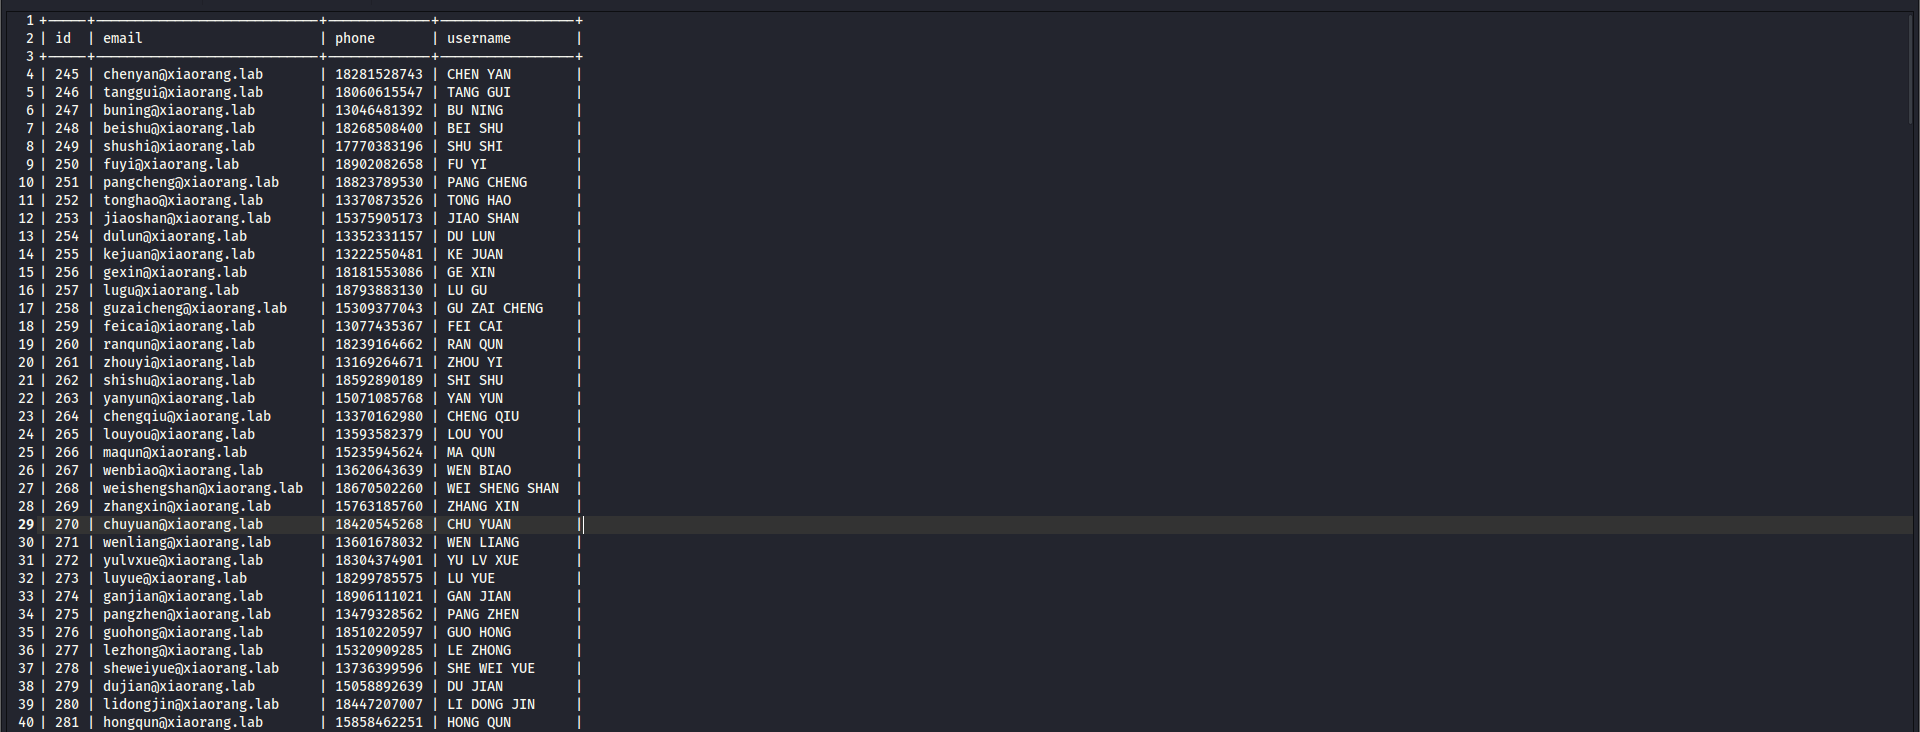 1 +-----+----------------------------+-------------+-----------------+
2 | id  | email                      | phone       | username        |
3 +-----+----------------------------+-------------+-----------------+
4 | 245 | chenyan@xiaorang.lab       | 18281528743 | CHEN YAN        |
5 | 246 | tanggui@xiaorang.lab       | 18060615547 | TANG GUI        |
6 | 247 | buning@xiaorang.lab        | 13046481392 | BU NING         |
7 | 248 | beishu@xiaorang.lab        | 18268508400 | BEI SHU         |
8 | 249 | shushi@xiaorang.lab        | 17770383196 | SHU SHI         |
9 | 250 | fuyi@xiaorang.lab          | 18902082658 | FU YI           |
10 | 251 | pangcheng@xiaorang.lab     | 18823789530 | PANG CHENG      |
11 | 252 | tonghao@xiaorang.lab       | 13370873526 | TONG HAO        |
12 | 253 | jiaoshan@xiaorang.lab      | 15375905173 | JIAO SHAN       |
13 | 254 | dulun@xiaorang.lab         | 13352331157 | DU LUN          |
14 | 255 | kejuan@xiaorang.lab        | 13222550481 | KE JUAN         |
15 | 256 | gexin@xiaorang.lab         | 18181553086 | GE XIN          |
16 | 257 | lugu@xiaorang.lab          | 18793883130 | LU GU           |
17 | 258 | guzaicheng@xiaorang.lab    | 15309377043 | GU ZAI CHENG    |
18 | 259 | feicai@xiaorang.lab        | 13077435367 | FEI CAI         |
19 | 260 | ranqun@xiaorang.lab        | 18239164662 | RAN QUN         |
20 | 261 | zhouyi@xiaorang.lab        | 13169264671 | ZHOU YI         |
21 | 262 | shishu@xiaorang.lab        | 18592890189 | SHI SHU         |
22 | 263 | yanyun@xiaorang.lab        | 15071085768 | YAN YUN         |
23 | 264 | chengqiu@xiaorang.lab      | 13370162980 | CHENG QIU       |
24 | 265 | louyou@xiaorang.lab        | 13593582379 | LOU YOU         |
25 | 266 | maqun@xiaorang.lab         | 15235945624 | MA QUN          |
26 | 267 | wenbiao@xiaorang.lab       | 13620643639 | WEN BIAO        |
27 | 268 | weishengshan@xiaorang.lab  | 18670502260 | WEI SHENG SHAN  |
28 | 269 | zhangxin@xiaorang.lab      | 15763185760 | ZHANG XIN       |
29 | 270 | chuyuan@xiaorang.lab       | 18420545268 | CHU YUAN        |
30 | 271 | wenliang@xiaorang.lab      | 13601678032 | WEN LIANG       |
31 | 272 | yulvxue@xiaorang.lab       | 18304374901 | YU LV XUE       |
32 | 273 | luyue@xiaorang.lab         | 18299785575 | LU YUE          |
33 | 274 | ganjian@xiaorang.lab       | 18906111021 | GAN JIAN        |
34 | 275 | pangzhen@xiaorang.lab      | 13479328562 | PANG ZHEN       |
35 | 276 | guohong@xiaorang.lab       | 18510220597 | GUO HONG        |
36 | 277 | lezhong@xiaorang.lab       | 15320909285 | LE ZHONG        |
37 | 278 | sheweiyue@xiaorang.lab     | 13736399596 | SHE WEI YUE     |
38 | 279 | dujian@xiaorang.lab        | 15058892639 | DU JIAN         |
39 | 280 | lidongjin@xiaorang.lab     | 18447207007 | LI DONG JIN     |
40 | 281 | hongqun@xiaorang.lab       | 15858462251 | HONG QUN        |